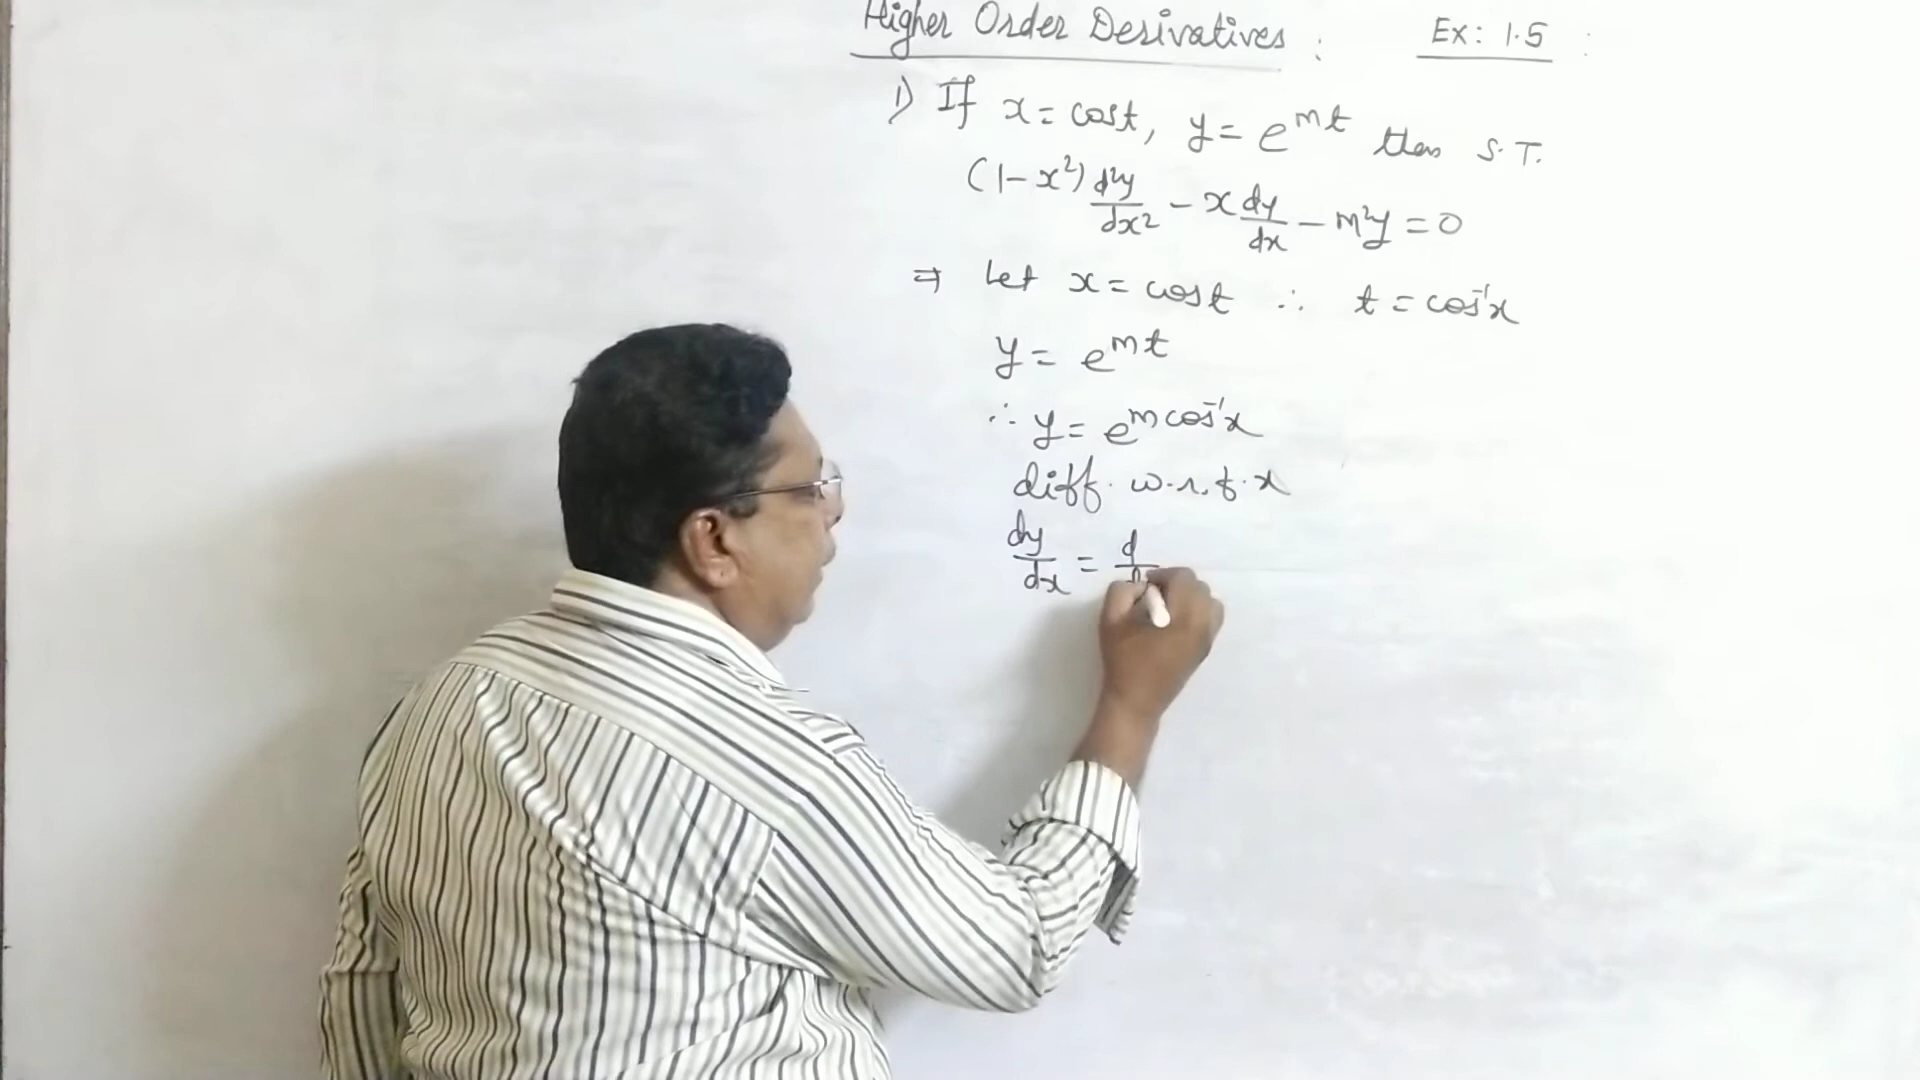 Higher Order Derivatives : Ex: 1.5
1) If x = cost, y = e^mt then S.T.
(1-x²) d²y/dx² - x dy/dx - m²y = 0
⇒ Let x = cost ∴ t = cos⁻¹x
y = e^mt
∴ y = e^m cos⁻¹x
diff. w.r.t. x
dy/dx = d/d